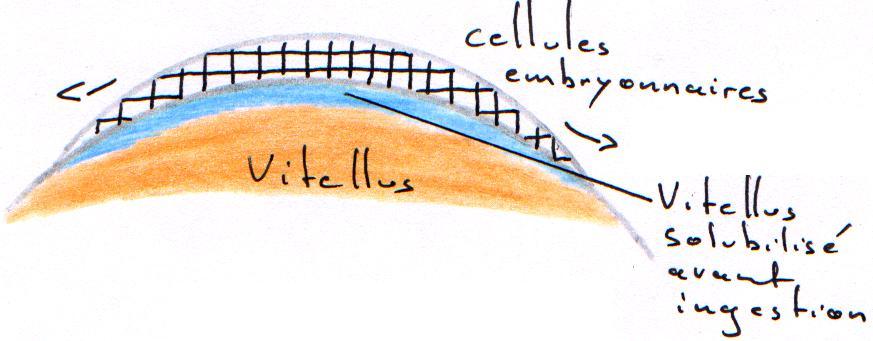 cellules
embryonnaires
Vitellus
Vitellus
solubilisé
avant
ingestion